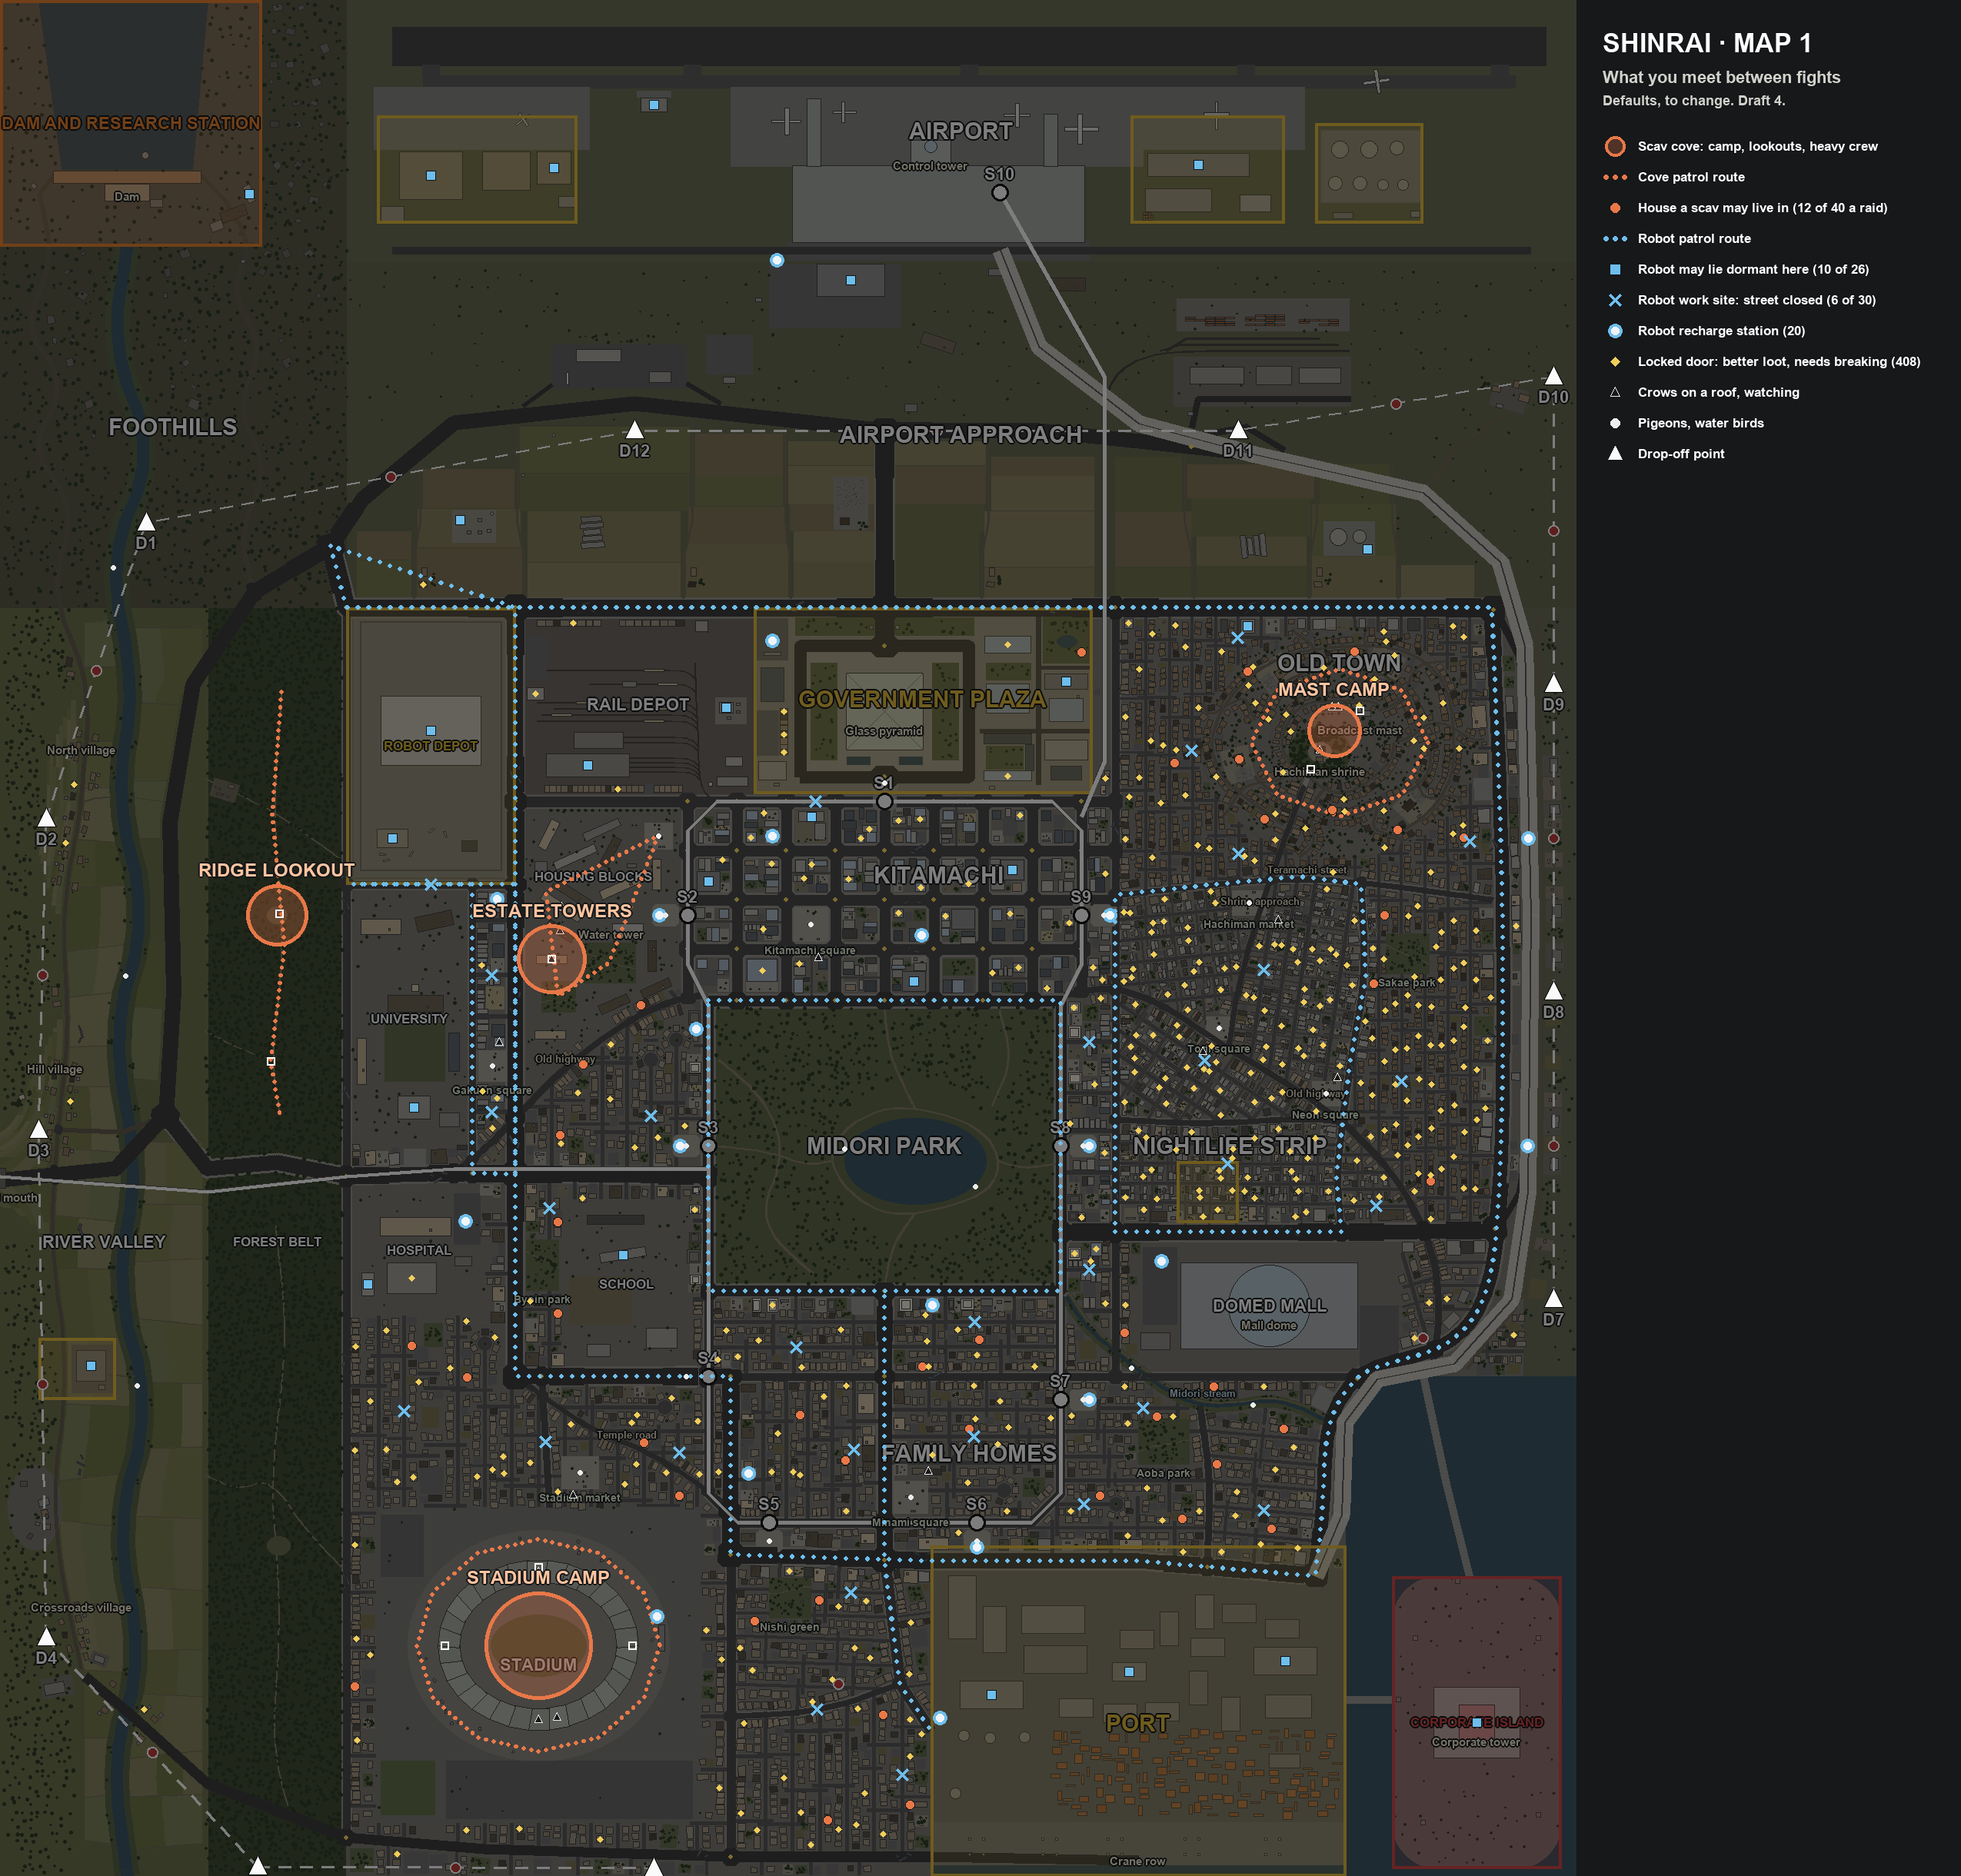 SHINRAI · MAP 1
What you meet between fights
Defaults, to change. Draft 4.
Scav cove: camp, lookouts, heavy crew
Cove patrol route
House a scav may live in (12 of 40 a raid)
Robot patrol route
Robot may lie dormant here (10 of 26)
Robot work site: street closed (6 of 30)
Robot recharge station (20)
Locked door: better loot, needs breaking (408)
Crows on a roof, watching
Pigeons, water birds
Drop-off point
DAM AND RESEARCH STATION
Dam
AIRPORT
Control tower
S10
FOOTHILLS
AIRPORT APPROACH
D10
D12
D11
D1
OLD TOWN
MAST CAMP
Broadcast mast
Hachiman shrine
RAIL DEPOT
GOVERNMENT PLAZA
Glass pyramid
D9
ROBOT DEPOT
North village
S1
D2
RIDGE LOOKOUT
HOUSING BLOCKS
KITAMACHI
Teramachi street
ESTATE TOWERS
Water tower
S2
S9
Shrine approach
Hachiman market
Kitamachi square
Sakae park
D8
UNIVERSITY
Old highway
Toji square
Hill village
Gakuen square
Old highway
Neon square
D3
S3
MIDORI PARK
S8
NIGHTLIFE STRIP
mouth
RIVER VALLEY
FOREST BELT
HOSPITAL
SCHOOL
Byoin park
DOMED MALL
Mall dome
D7
S4
S7
Midori stream
Temple road
FAMILY HOMES
Aoba park
Stadium market
S5
S6
Minami square
STADIUM CAMP
Crossroads village
Nishi green
D4
STADIUM
PORT
CORPORATE ISLAND
Corporate tower
Crane row